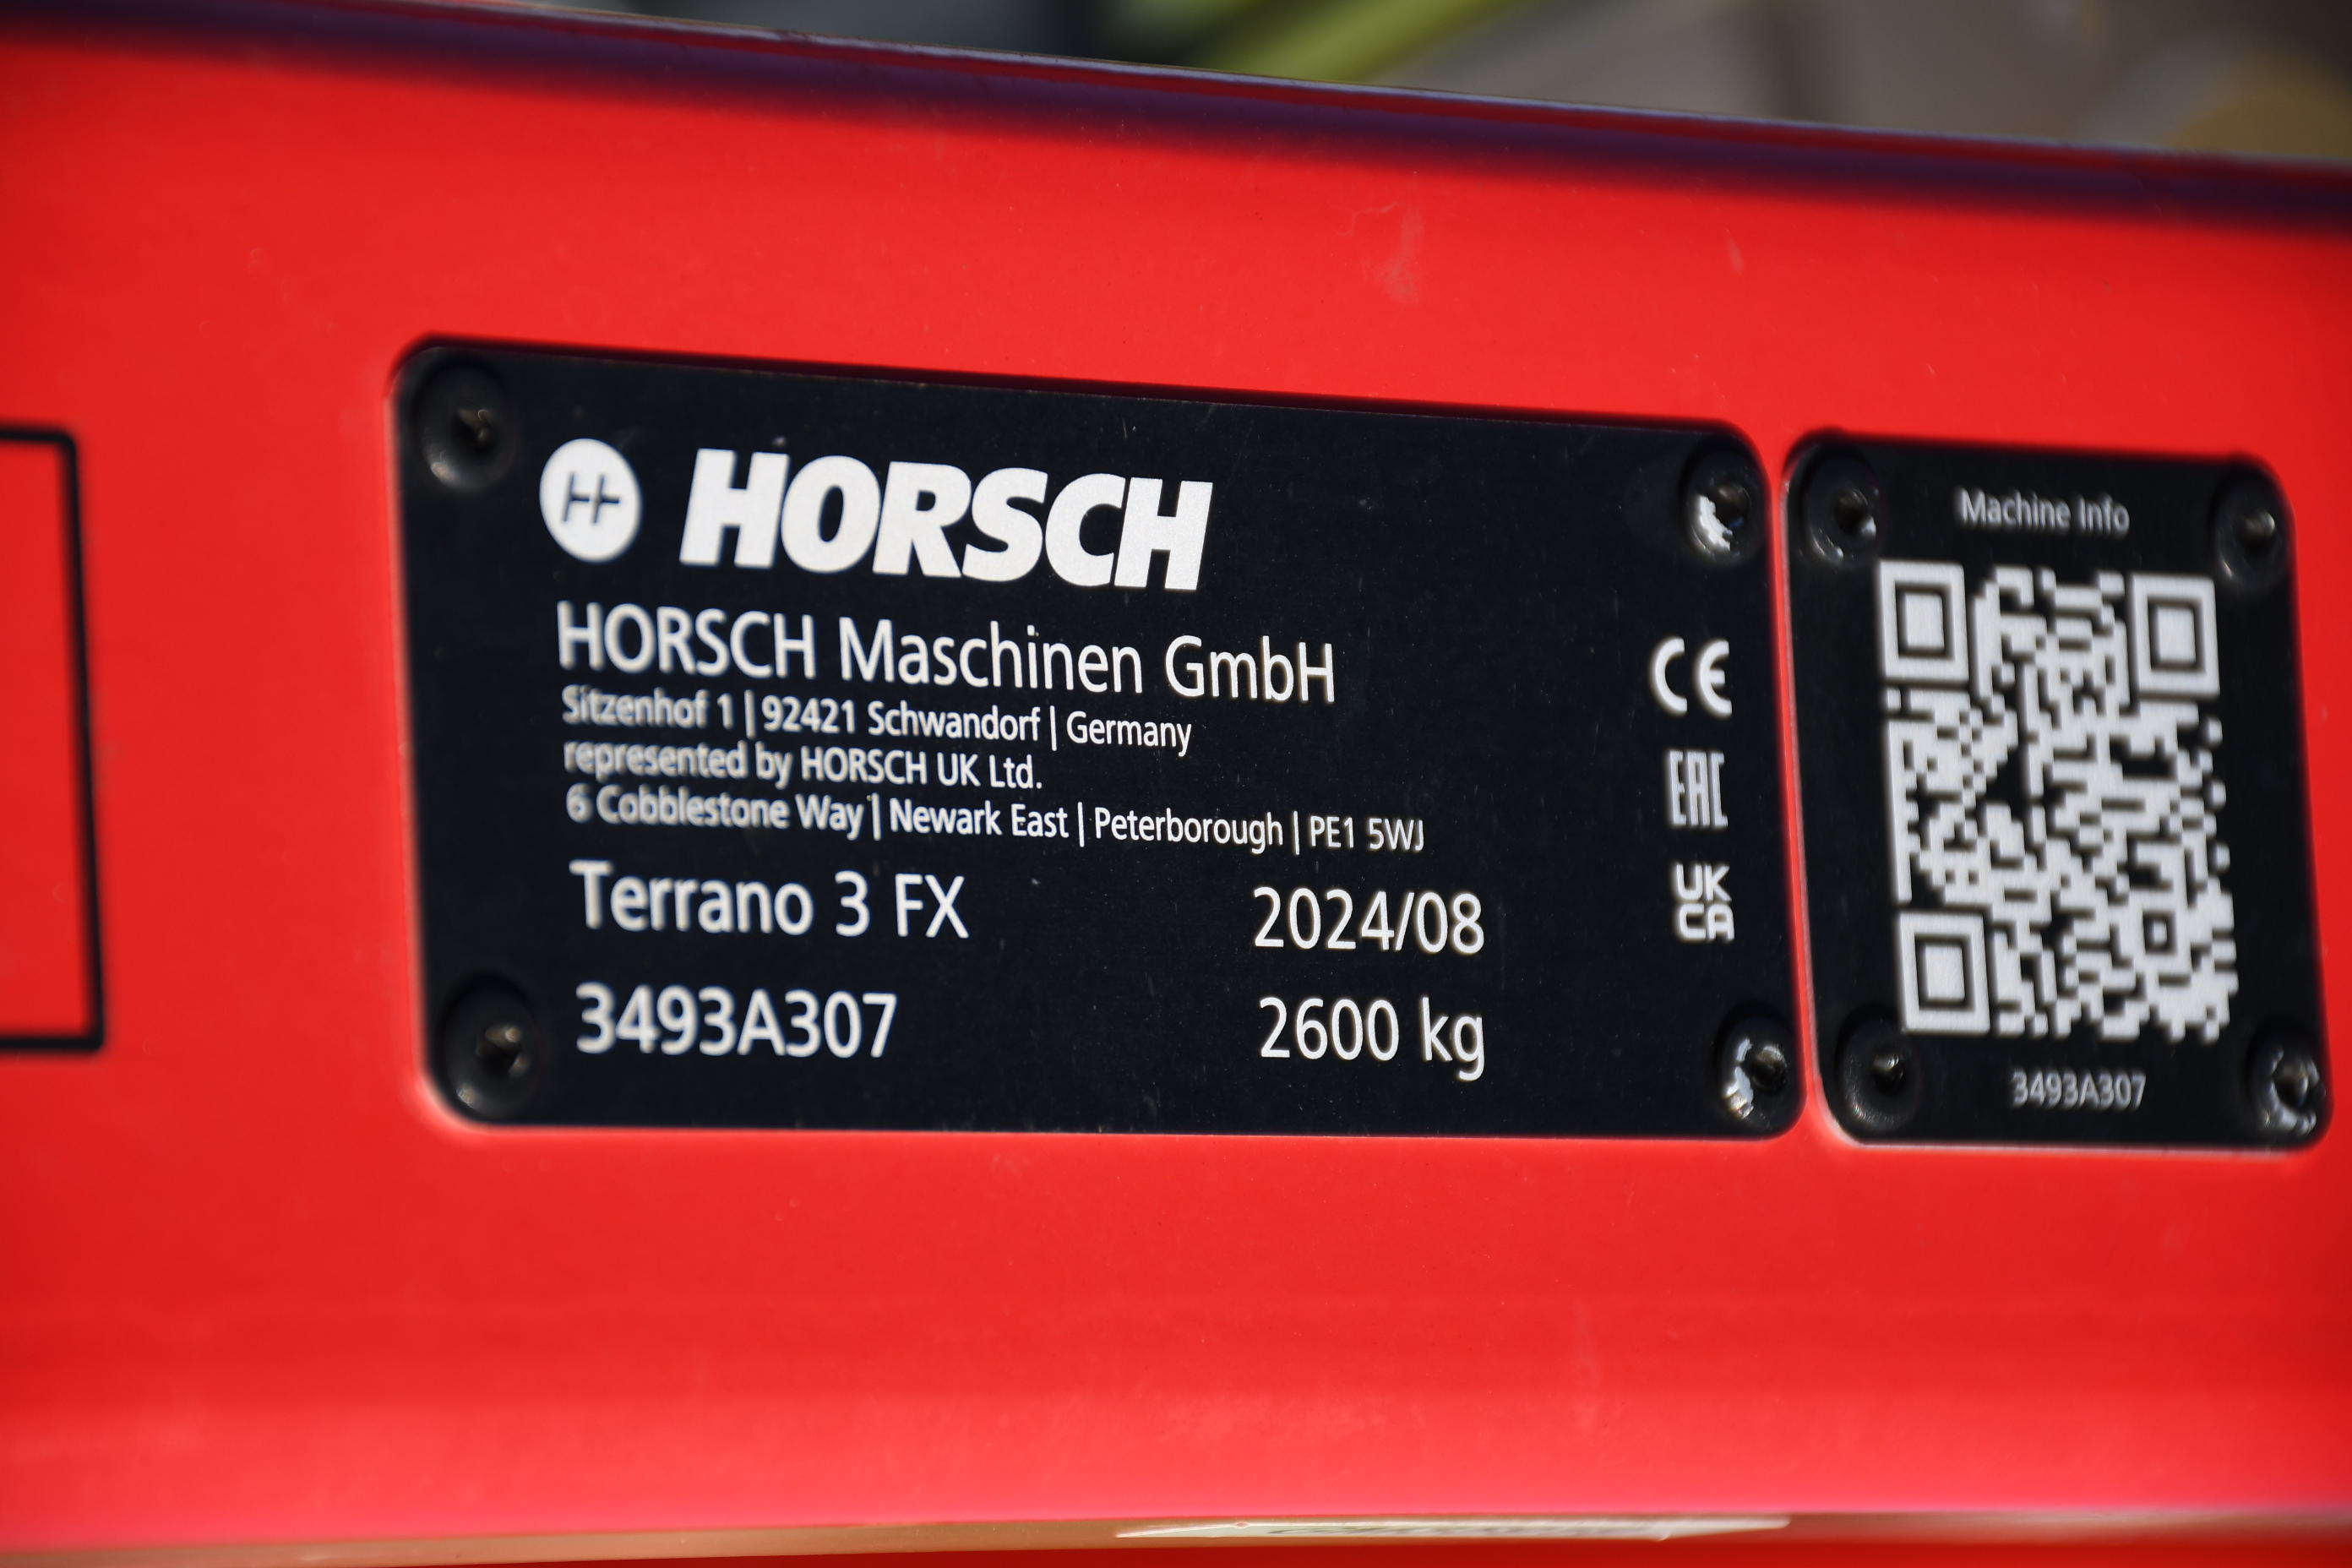 HORSCH
HORSCH Maschinen GmbH
Sitzenhof 1 | 92421 Schwandorf | Germany
represented by HORSCH UK Ltd.
6 Cobblestone Way | Newark East | Peterborough | PE1 5WJ
Terrano 3 FX 2024/08
3493A307 2600 kg
CE
EAC
UK
CA
Machine Info
3493A307